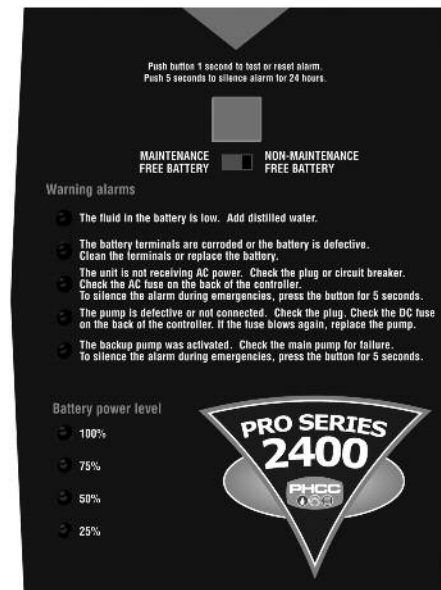 Push button 1 second to test or reset alarm.
Push 5 seconds to silence alarm for 24 hours.
MAINTENANCE NON-MAINTENANCE
FREE BATTERY FREE BATTERY
Warning alarms
The fluid in the battery is low. Add distilled water.
The battery terminals are corroded or the battery is defective.
Clean the terminals or replace the battery.
The unit is not receiving AC power. Check the plug or circuit breaker.
Check the AC fuse on the back of the controller.
To silence the alarm during emergencies, press the button for 5 seconds.
The pump is defective or not connected. Check the plug. Check the DC fuse
on the back of the controller. If the fuse blows again, replace the pump.
The backup pump was activated. Check the main pump for failure.
To silence the alarm during emergencies, press the button for 5 seconds.
Battery power level
100%
75%
50%
25%
PRO SERIES
2400
PHCC